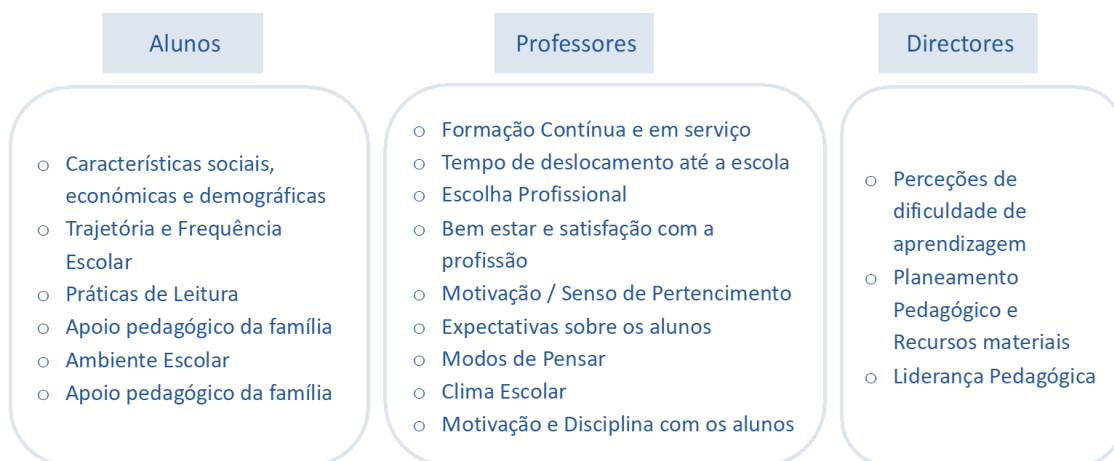 Alunos
○ Características sociais,
económicas e demográficas
○ Trajetória e Frequência
Escolar
○ Práticas de Leitura
○ Apoio pedagógico da família
○ Ambiente Escolar
○ Apoio pedagógico da família
Professores
○ Formação Contínua e em serviço
○ Tempo de deslocamento até a escola
○ Escolha Profissional
○ Bem estar e satisfação com a
profissão
○ Motivação / Senso de Pertencimento
○ Expectativas sobre os alunos
○ Modos de Pensar
○ Clima Escolar
○ Motivação e Disciplina com os alunos
Directores
○ Perceções de
dificuldade de
aprendizagem
○ Planeamento
Pedagógico e
Recursos materiais
○ Liderança Pedagógica